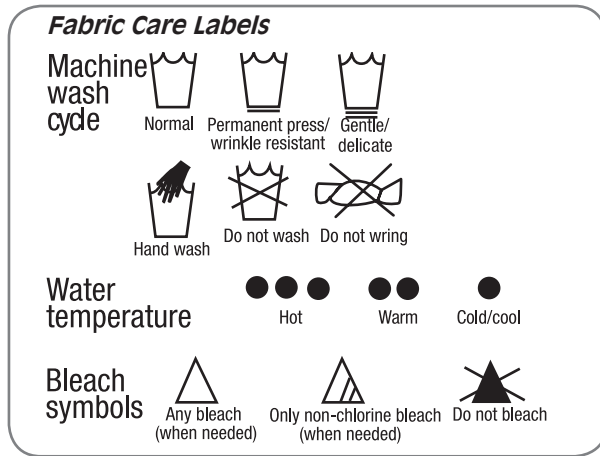 Fabric Care Labels
Machine
wash
cycle
Normal
Permanent press/
wrinkle resistant
Gentle/
delicate
Hand wash
Do not wash
Do not wring
Water
temperature
Hot
Warm
Cold/cool
Bleach
symbols
Any bleach
(when needed)
Only non-chlorine bleach
(when needed)
Do not bleach